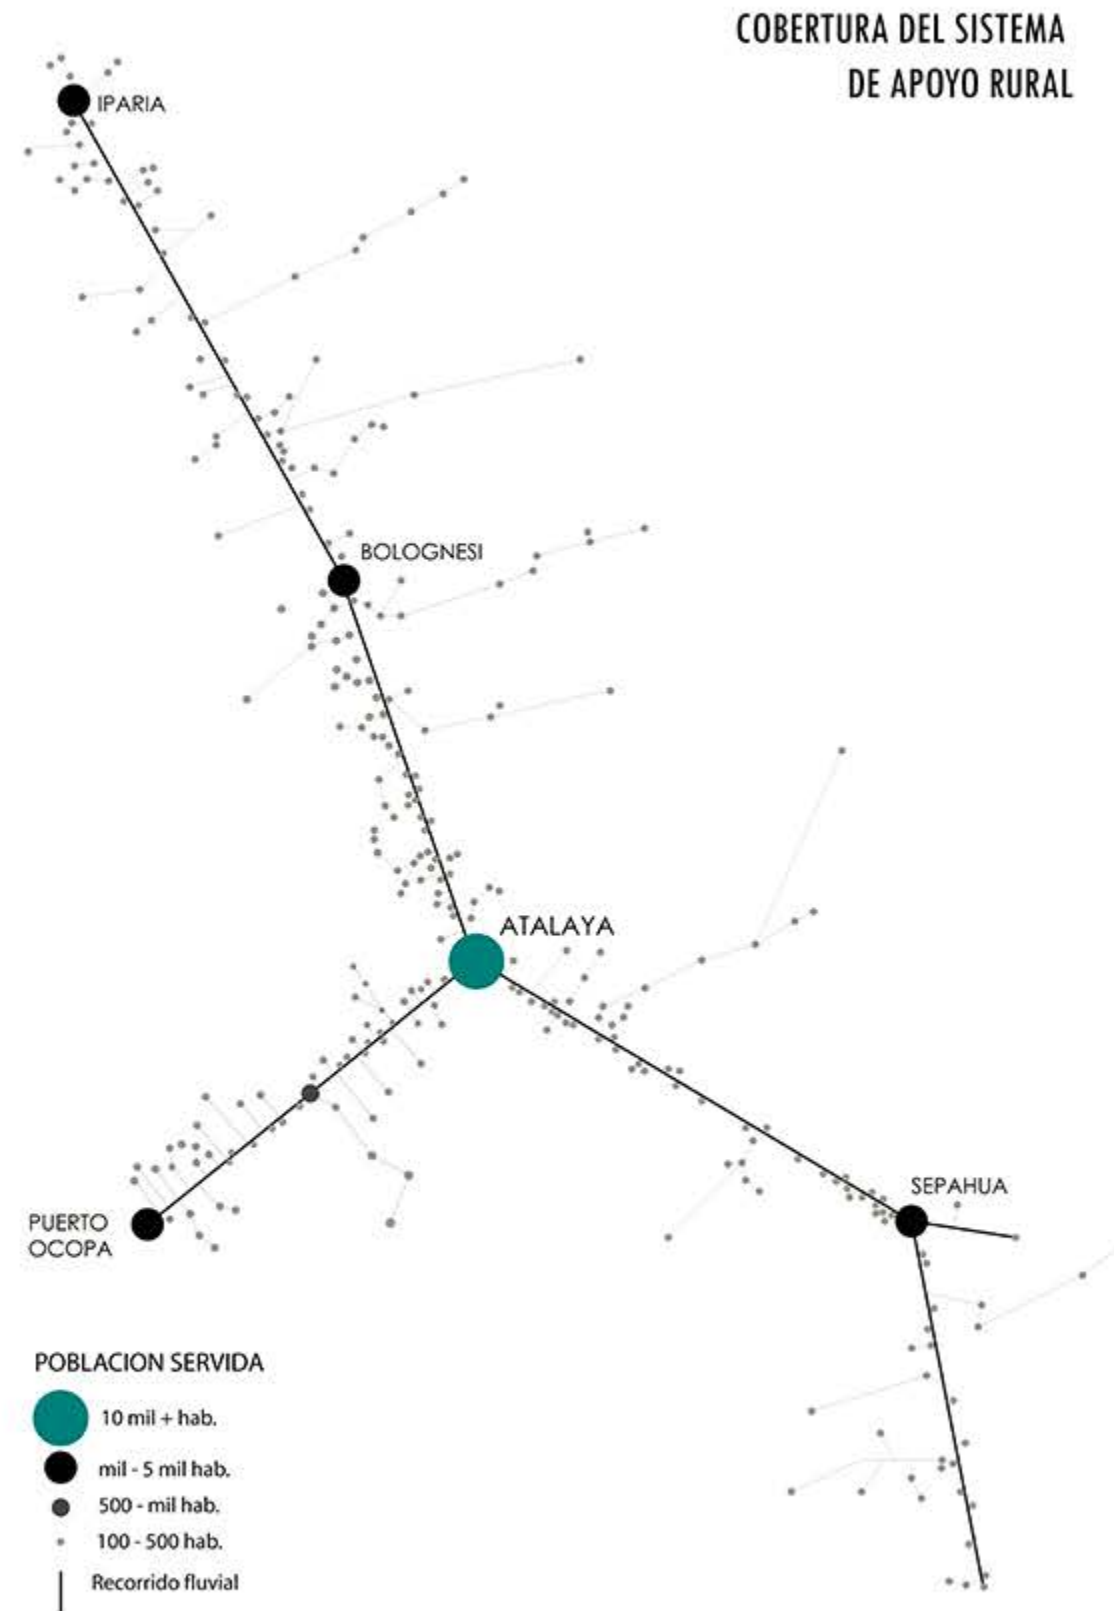 COBERTURA DEL SISTEMA
DE APOYO RURAL
IPARIA
BOLOGNESI
ATALAYA
SEPAHUA
PUERTO
OCOPA
POBLACION SERVIDA
10 mil + hab.
mil - 5 mil hab.
500 - mil hab.
100 - 500 hab.
Recorrido fluvial